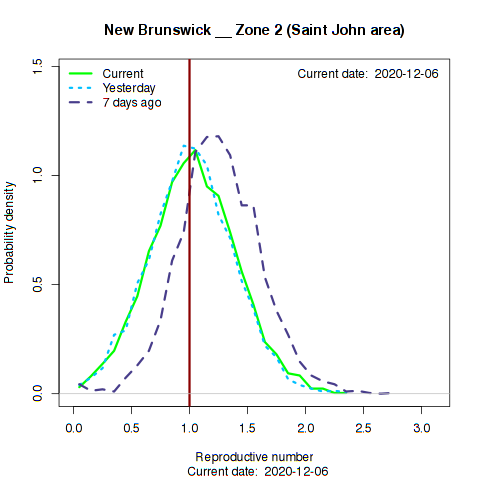 New Brunswick __ Zone 2 (Saint John area)
Current
Yesterday
7 days ago
Current date:  2020-12-06
Probability density
1.5
1.0
0.5
0.0
0.0 0.5 1.0 1.5 2.0 2.5 3.0
Reproductive number
Current date:  2020-12-06